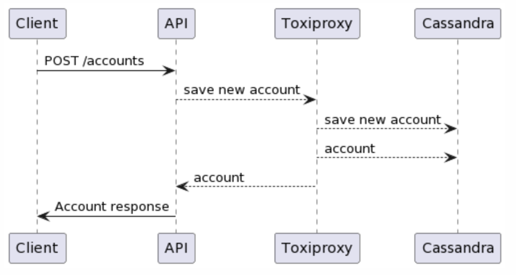 Client API Toxiproxy Cassandra
POST /accounts
save new account
save new account
account
account
Account response
Client API Toxiproxy Cassandra